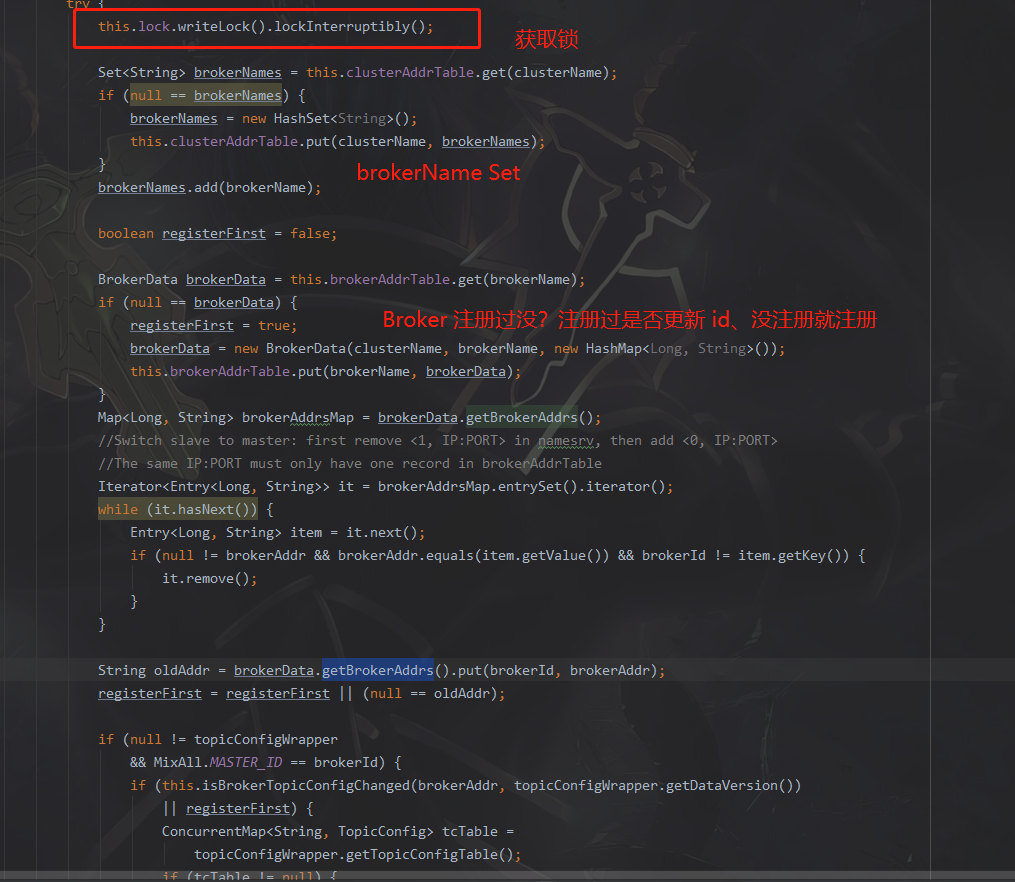 try {
this.lock.writeLock().lockInterruptibly();
获取锁
Set<String> brokerNames = this.clusterAddrTable.get(clusterName);
if (null == brokerNames) {
brokerNames = new HashSet<String>();
this.clusterAddrTable.put(clusterName, brokerNames);
}
brokerName Set
brokerNames.add(brokerName);
boolean registerFirst = false;
BrokerData brokerData = this.brokerAddrTable.get(brokerName);
if (null == brokerData) {
Broker 注册过没？注册过是否更新 id、没注册就注册
registerFirst = true;
brokerData = new BrokerData(clusterName, brokerName, new HashMap<Long, String>());
this.brokerAddrTable.put(brokerName, brokerData);
}
Map<Long, String> brokerAddrsMap = brokerData.getBrokerAddrs();
//Switch slave to master: first remove <1, IP:PORT> in namesrv, then add <0, IP:PORT>
//The same IP:PORT must only have one record in brokerAddrTable
Iterator<Entry<Long, String>> it = brokerAddrsMap.entrySet().iterator();
while (it.hasNext()) {
Entry<Long, String> item = it.next();
if (null != brokerAddr && brokerAddr.equals(item.getValue()) && brokerId != item.getKey()) {
it.remove();
}
}
String oldAddr = brokerData.getBrokerAddrs().put(brokerId, brokerAddr);
registerFirst = registerFirst || (null == oldAddr);
if (null != topicConfigWrapper
&& MixAll.MASTER_ID == brokerId) {
if (this.isBrokerTopicConfigChanged(brokerAddr, topicConfigWrapper.getDataVersion())
|| registerFirst) {
ConcurrentMap<String, TopicConfig> tcTable =
topicConfigWrapper.getTopicConfigTable();
if (tcTable != null) {